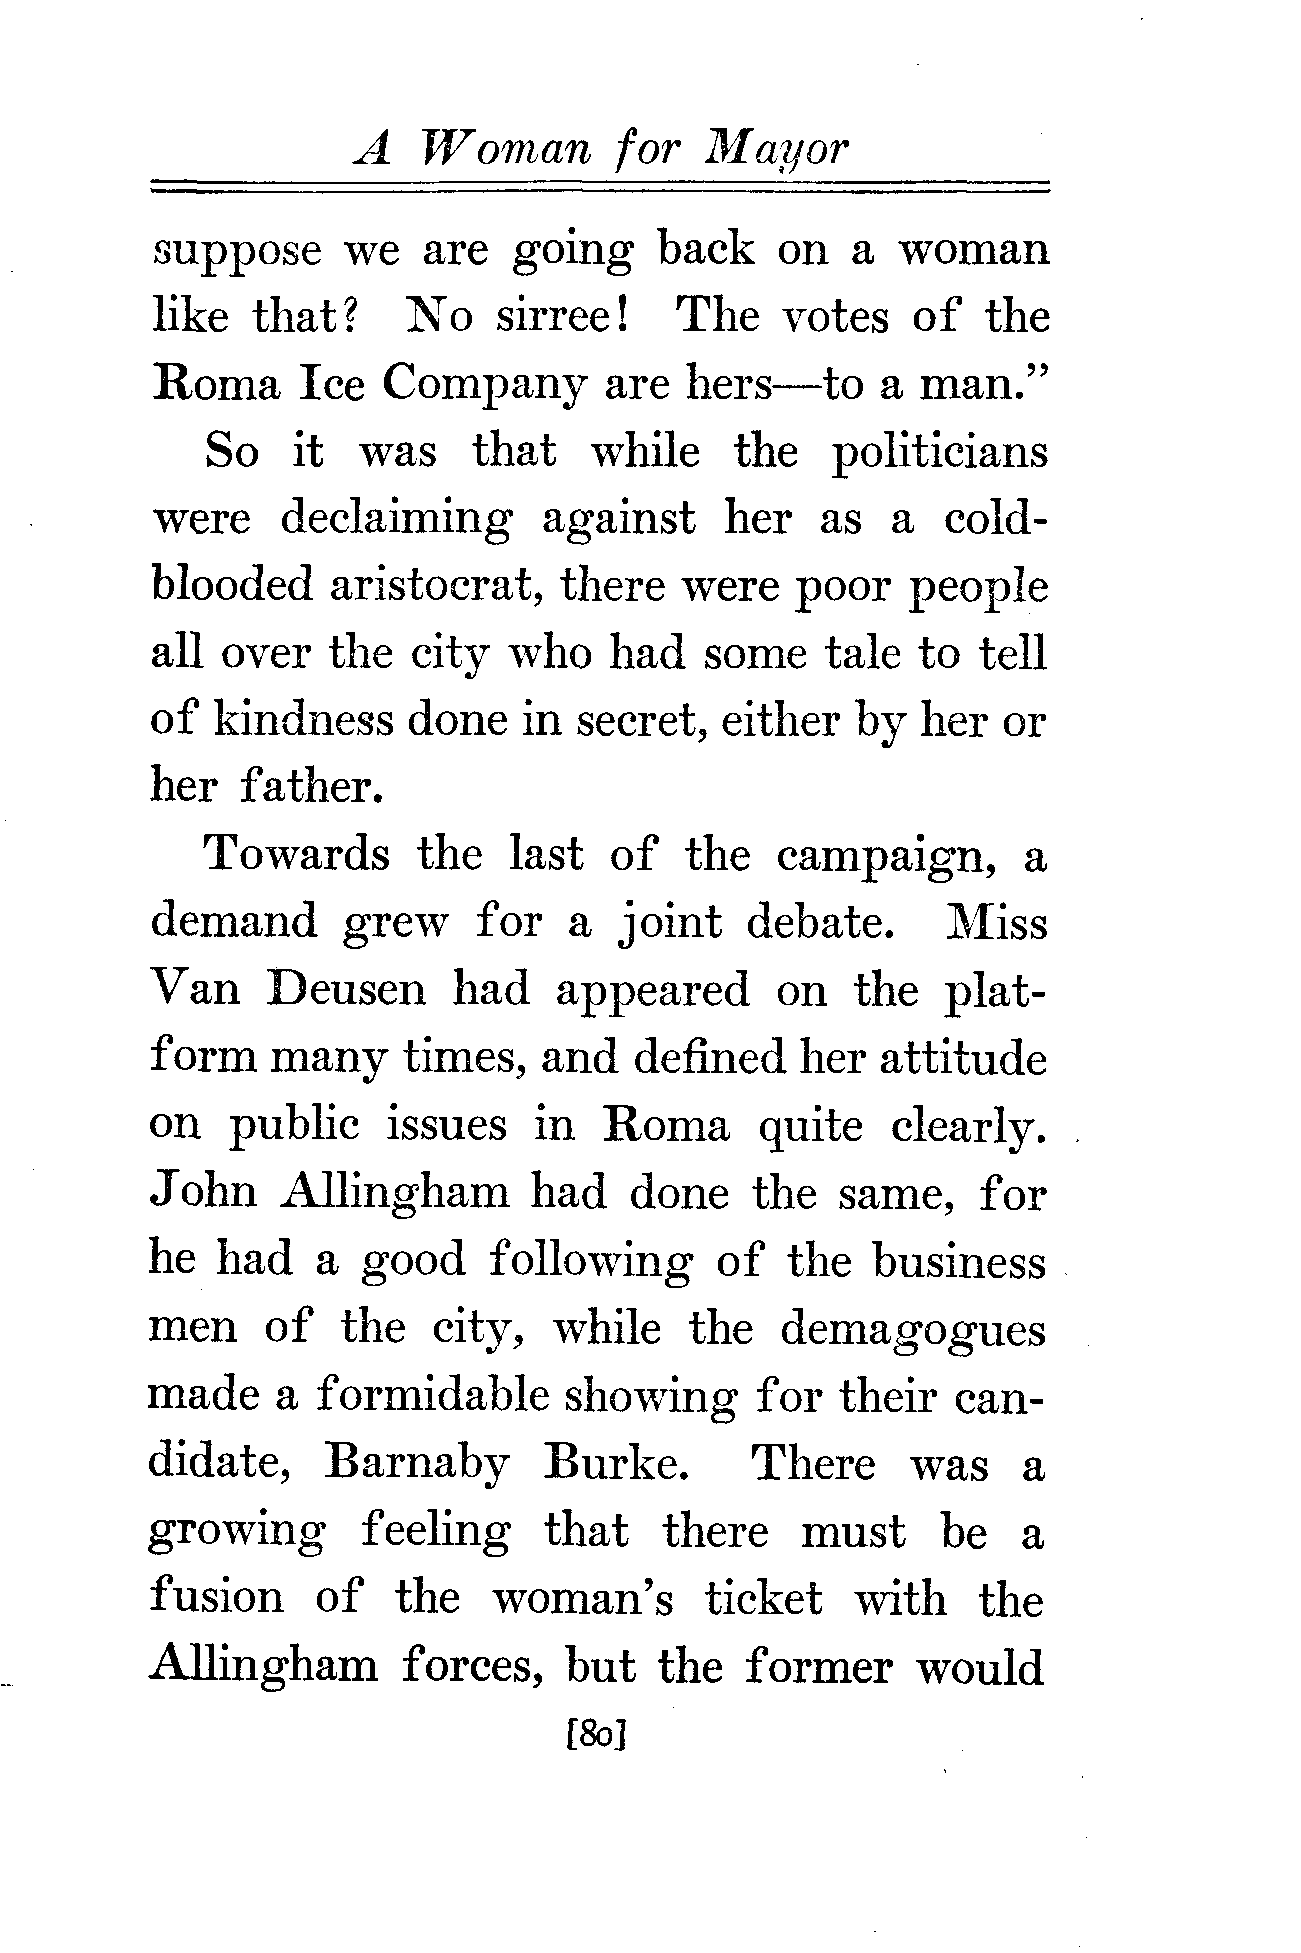 A Woman for Mayor
suppose we are going back on a woman
like that? No sirree! The votes of the
Roma Ice Company are hers—to a man.”
So it was that while the politicians
were declaiming against her as a cold-
blooded aristocrat, there were poor people
all over the city who had some tale to tell
of kindness done in secret, either by her or
her father.
Towards the last of the campaign, a
demand grew for a joint debate. Miss
Van Deusen had appeared on the plat-
form many times, and defined her attitude
on public issues in Roma quite clearly.
John Allingham had done the same, for
he had a good following of the business
men of the city, while the demagogues
made a formidable showing for their can-
didate, Barnaby Burke. There was a
growing feeling that there must be a
fusion of the woman's ticket with the
Allingham forces, but the former would
[80]